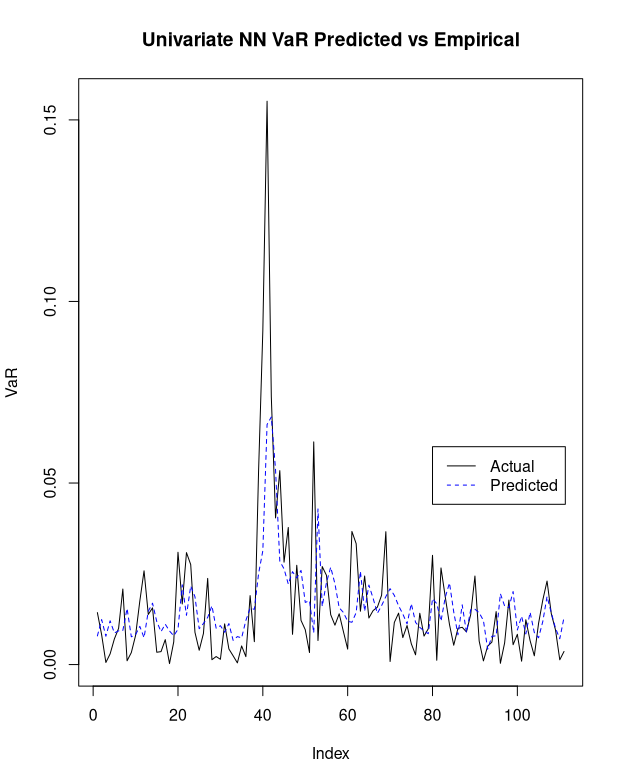 Univariate NN VaR Predicted vs Empirical
VaR
0.15
0.10
0.05
0.00
Actual
Predicted
0 20 40 60 80 100
Index